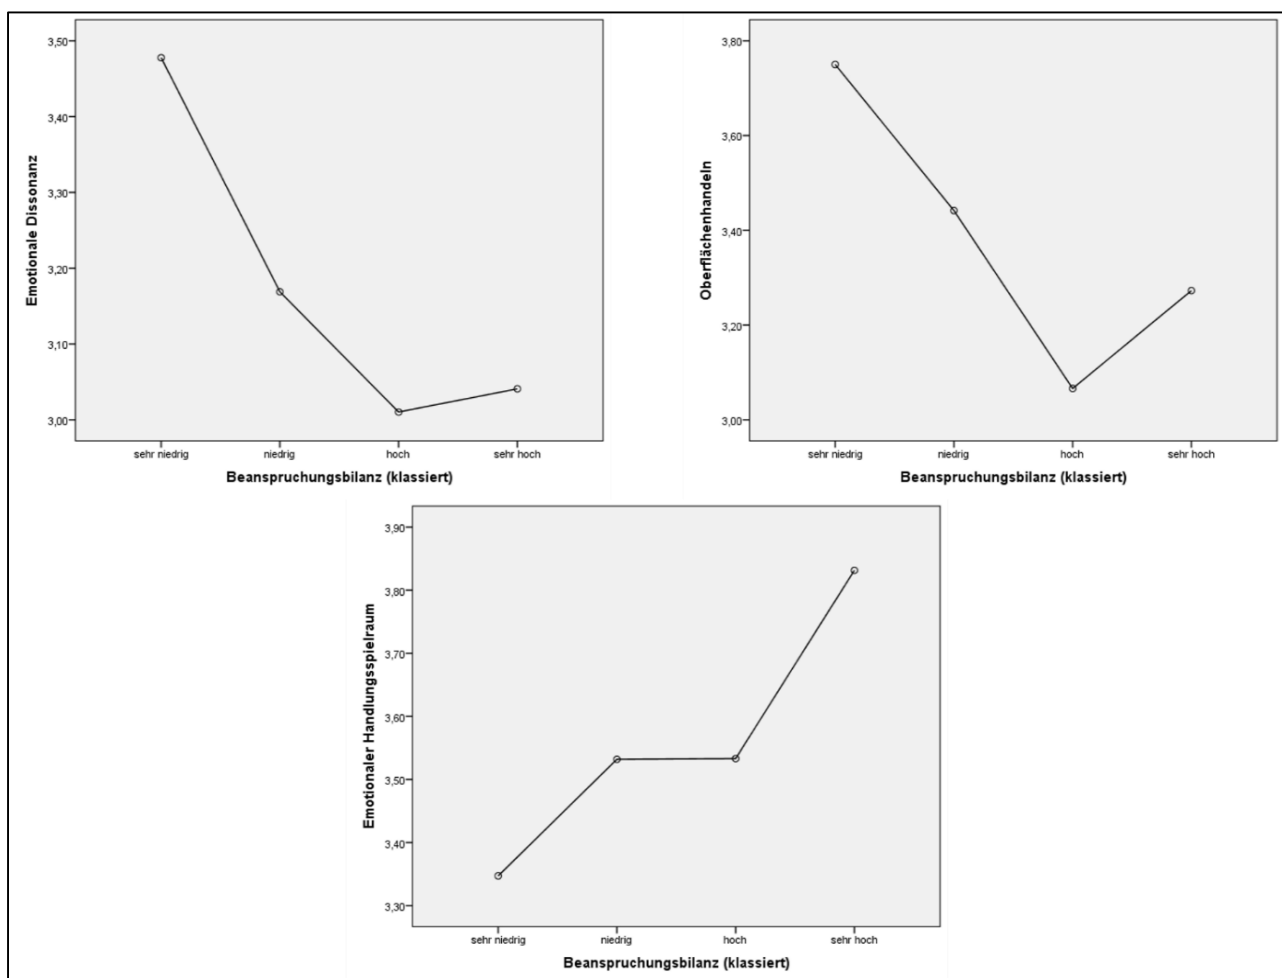 3,50
3,40
3,30
3,20
3,10
3,00
Emotionale Dissonanz
sehr niedrig niedrig hoch sehr hoch
Beanspruchungsbilanz (klassiert)
3,80
3,60
3,40
3,20
3,00
Oberflächenhandeln
sehr niedrig niedrig hoch sehr hoch
Beanspruchungsbilanz (klassiert)
3,90
3,80
3,70
3,60
3,50
3,40
3,30
Emotionaler Handlungsspielraum
sehr niedrig niedrig hoch sehr hoch
Beanspruchungsbilanz (klassiert)